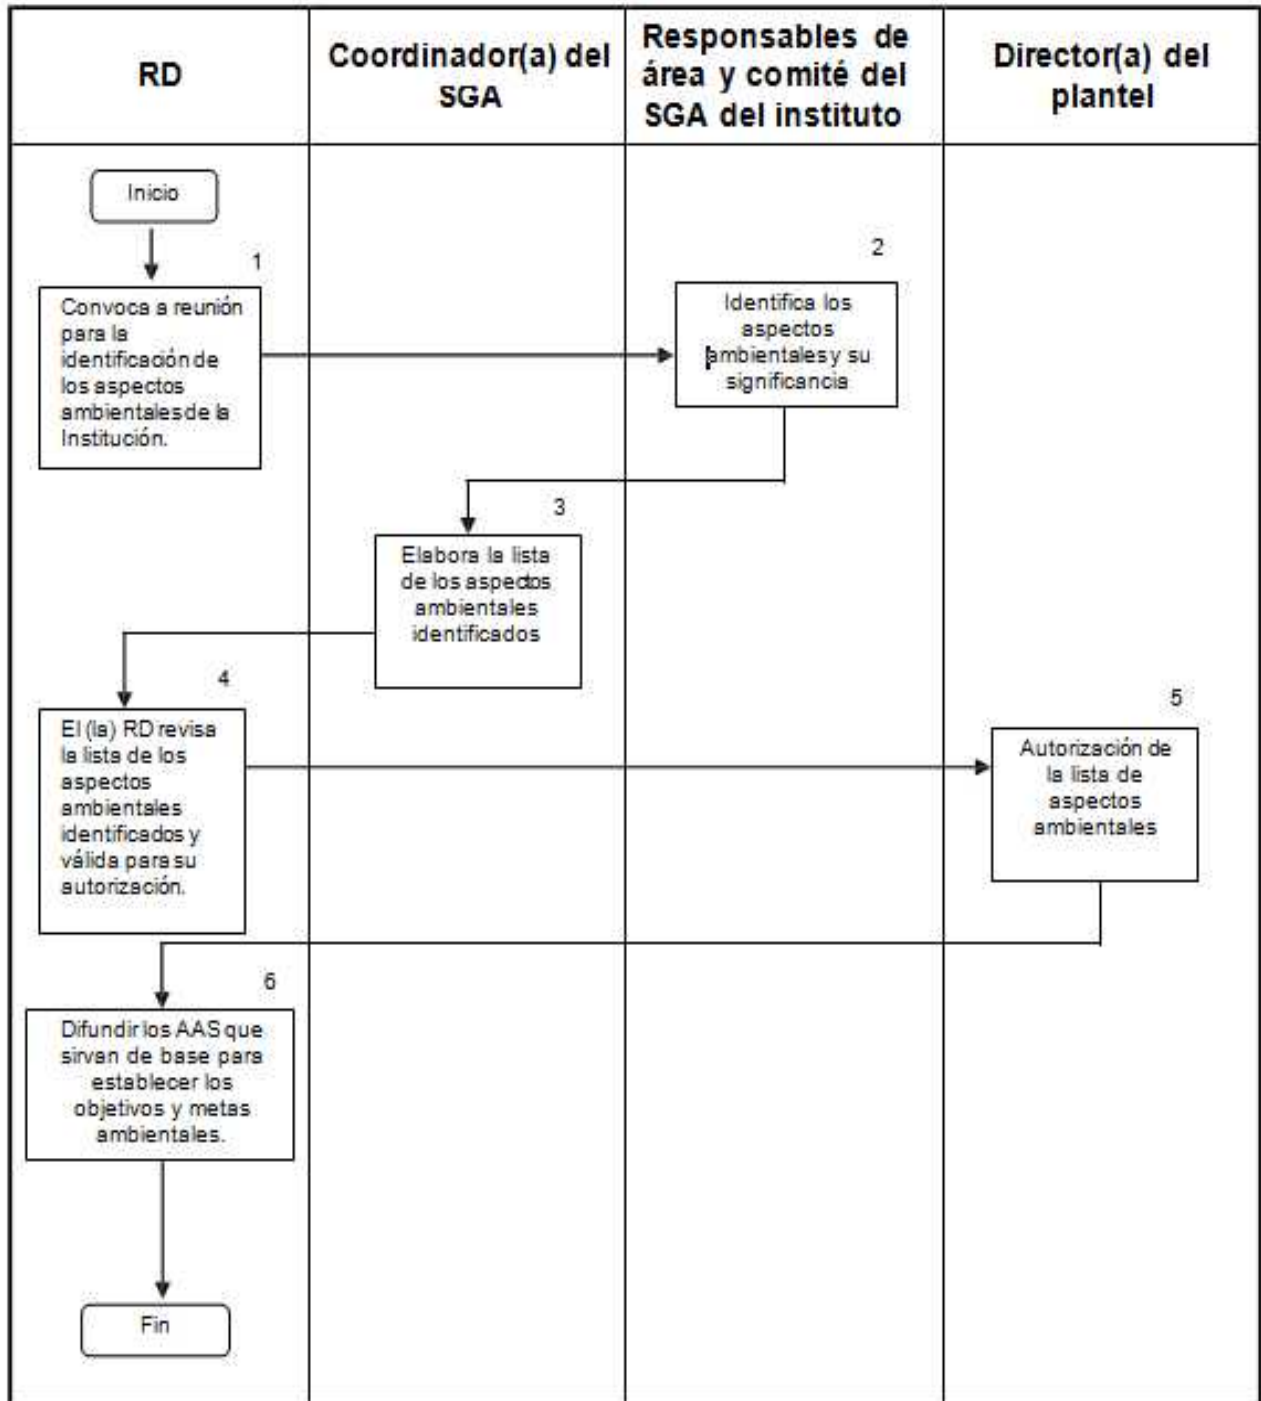 RD
Coordinador(a) del
SGA
Responsables de
área y comité del
SGA del instituto
Director(a) del
plantel
Inicio
1
Convoca a reunión
para la
identificación de
los aspectos
ambientales de la
Institución.
2
Identifica los
aspectos
ambientales y su
significancia
3
Elabora la lista
de los aspectos
ambientales
identificados
4
El (la) RD revisa
la lista de los
aspectos
ambientales
identificados y
válida para su
autorización.
5
Autorización de
la lista de
aspectos
ambientales
6
Difundir los AAS que
sirvan de base para
establecer los
objetivos y metas
ambientales.
Fin